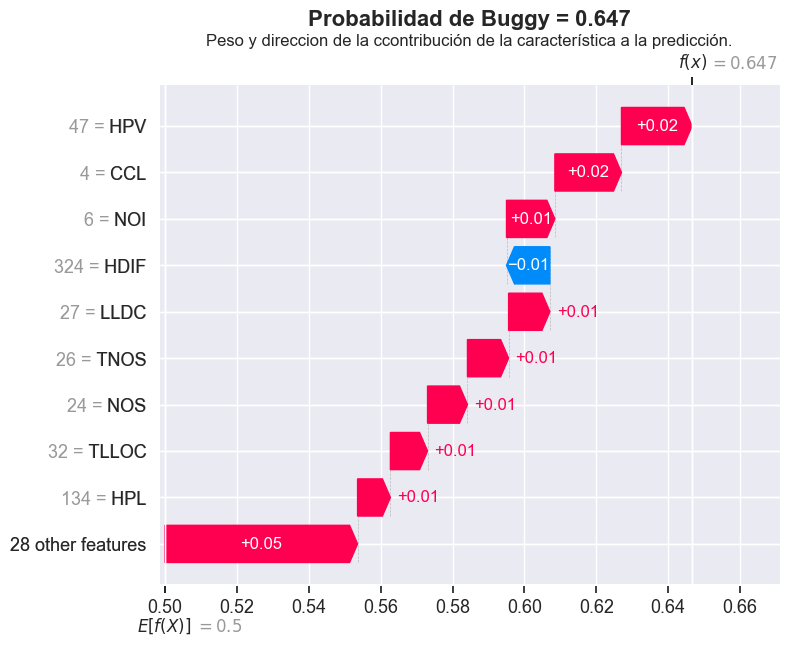 Probabilidad de Buggy = 0.647
Peso y direccion de la ccontribución de la característica a la predicción.
f(x) = 0.647
47 = HPV +0.02
4 = CCL +0.02
6 = NOI +0.01
324 = HDIF −0.01
27 = LLDC +0.01
26 = TNOS +0.01
24 = NOS +0.01
32 = TLLOC +0.01
134 = HPL +0.01
28 other features +0.05
0.50 0.52 0.54 0.56 0.58 0.60 0.62 0.64 0.66
E[f(X)] = 0.5